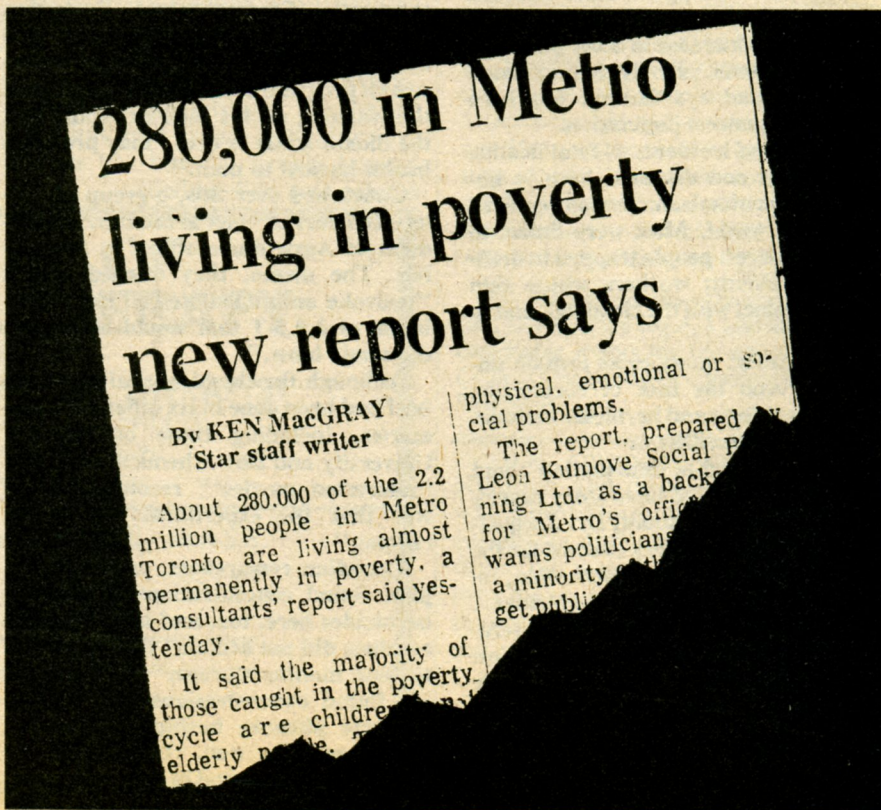 280,000 in Metro
living in poverty
new report says
By KEN MacGRAY
Star staff writer
About 280.000 of the 2.2
million people in Metro
Toronto are living almost
permanently in poverty, a
consultants' report said yes-
terday.
It said the majority of
those caught in the poverty
cycle are children
elderly
physical. emotional or so-
cial problems.
The report. prepared
Leon Kumove Social
ning Ltd. as a
for Metro's
warns politicians
a minority
get